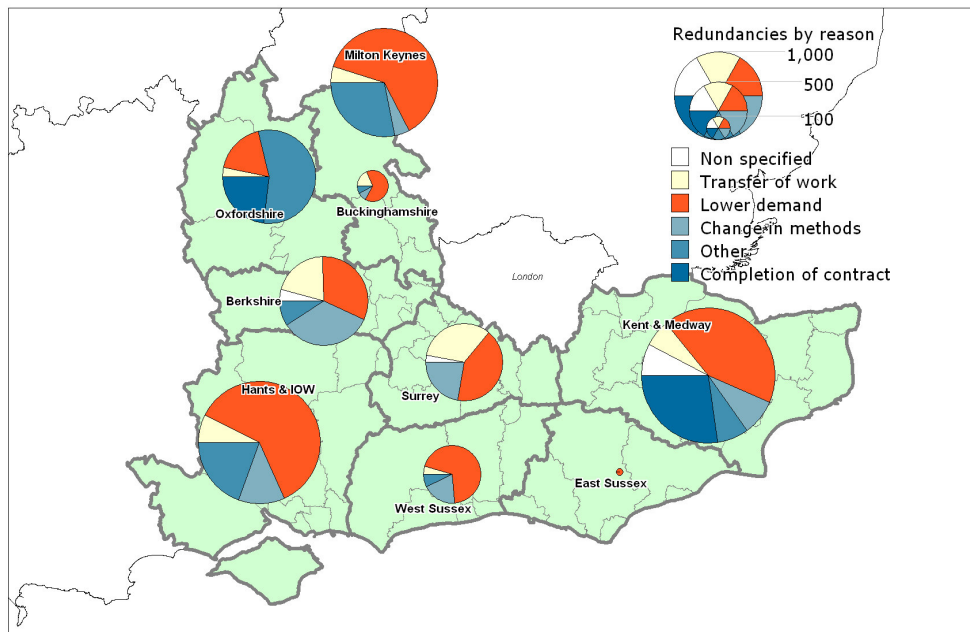 Redundancies by reason
1,000
500
100
Non specified
Transfer of work
Lower demand
Change in methods
Other
Completion of contract
Milton Keynes
Oxfordshire
Buckinghamshire
London
Berkshire
Kent & Medway
Hants & IOW
Surrey
West Sussex
East Sussex